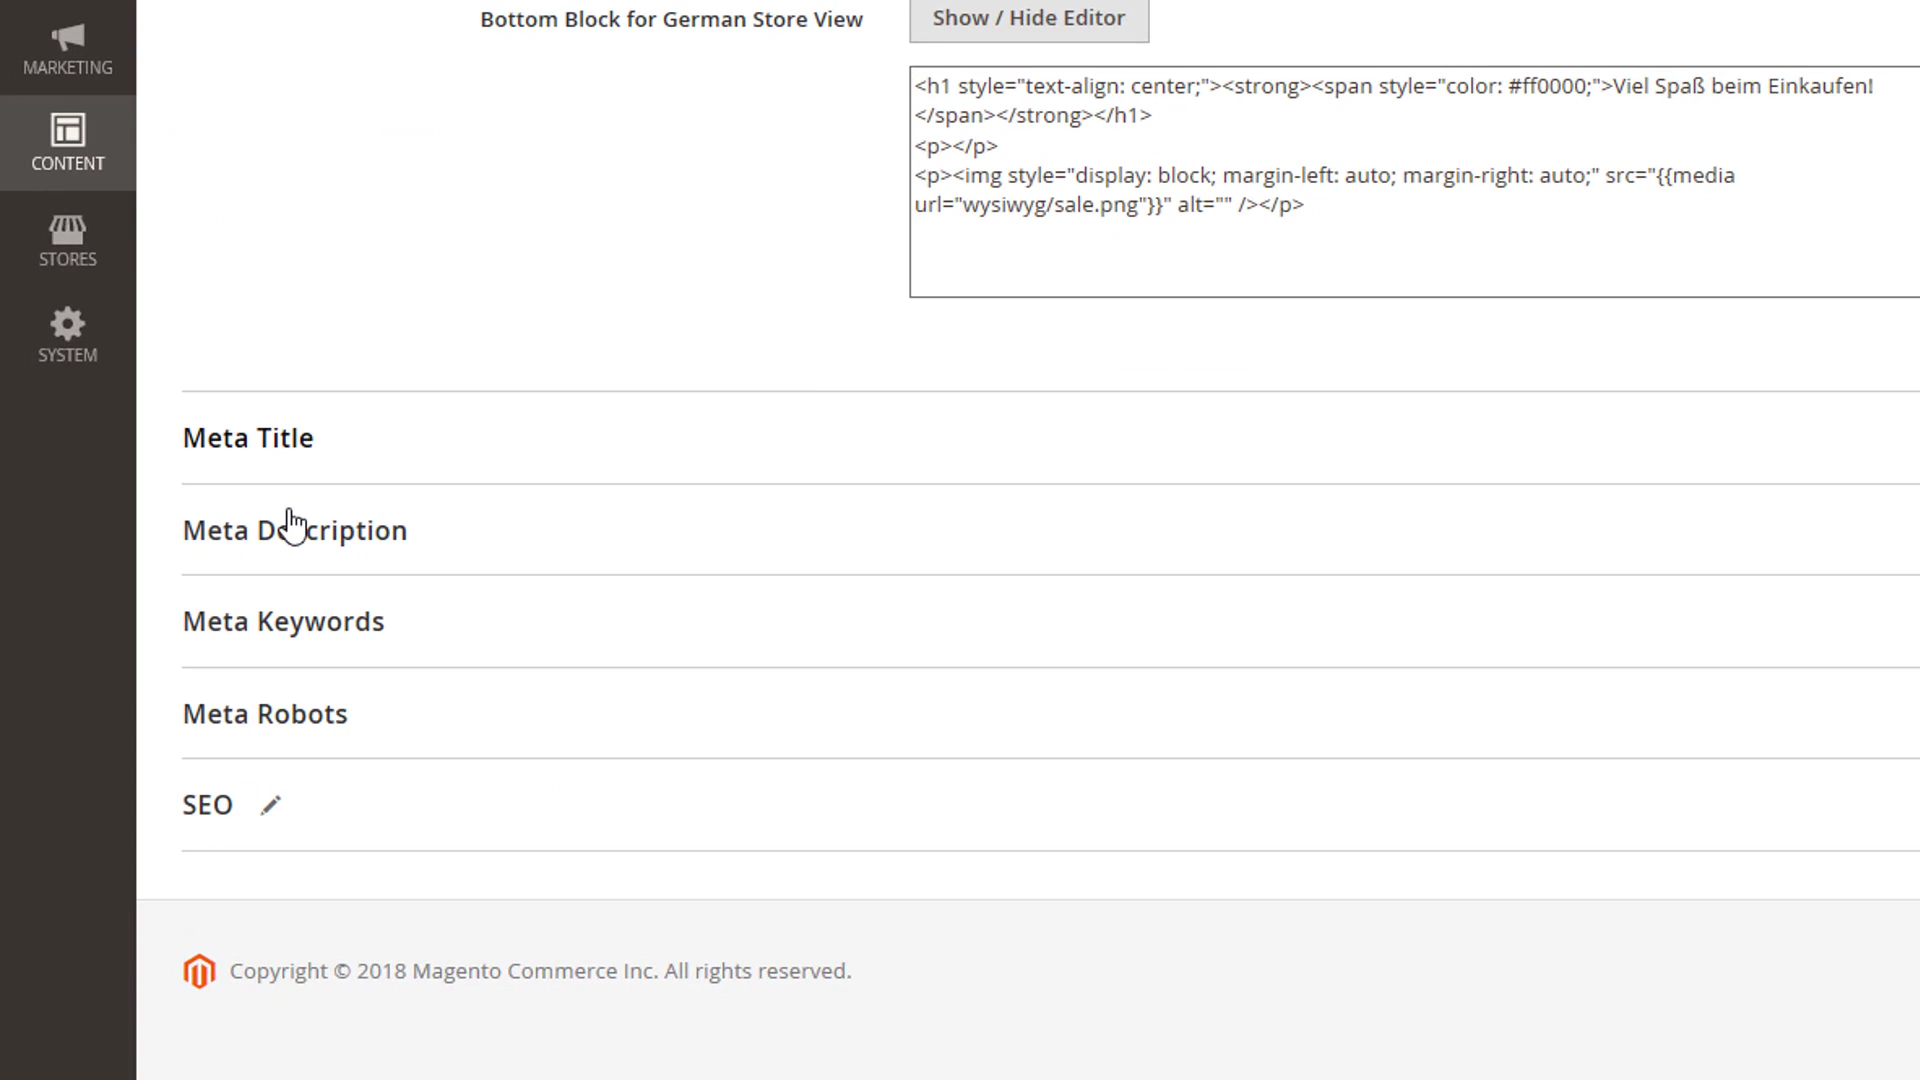 MARKETING
CONTENT
STORES
SYSTEM
Bottom Block for German Store View
Show / Hide Editor
<h1 style="text-align: center;"><strong><span style="color: #ff0000;">Viel Spaß beim Einkaufen!
</span></strong></h1>
<p></p>
<p><img style="display: block; margin-left: auto; margin-right: auto;" src="{{media
url="wysiwyg/sale.png"}}" alt="" /></p>
Meta Title
Meta Description
Meta Keywords
Meta Robots
SEO
Copyright © 2018 Magento Commerce Inc. All rights reserved.